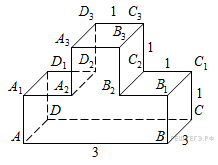 D₃ 1 C₃
A₃ B₃ 1
D₁ D₂ C₂ 1 C₁
A₁ A₂ B₂ B₁ 1
D C
A B 3
3